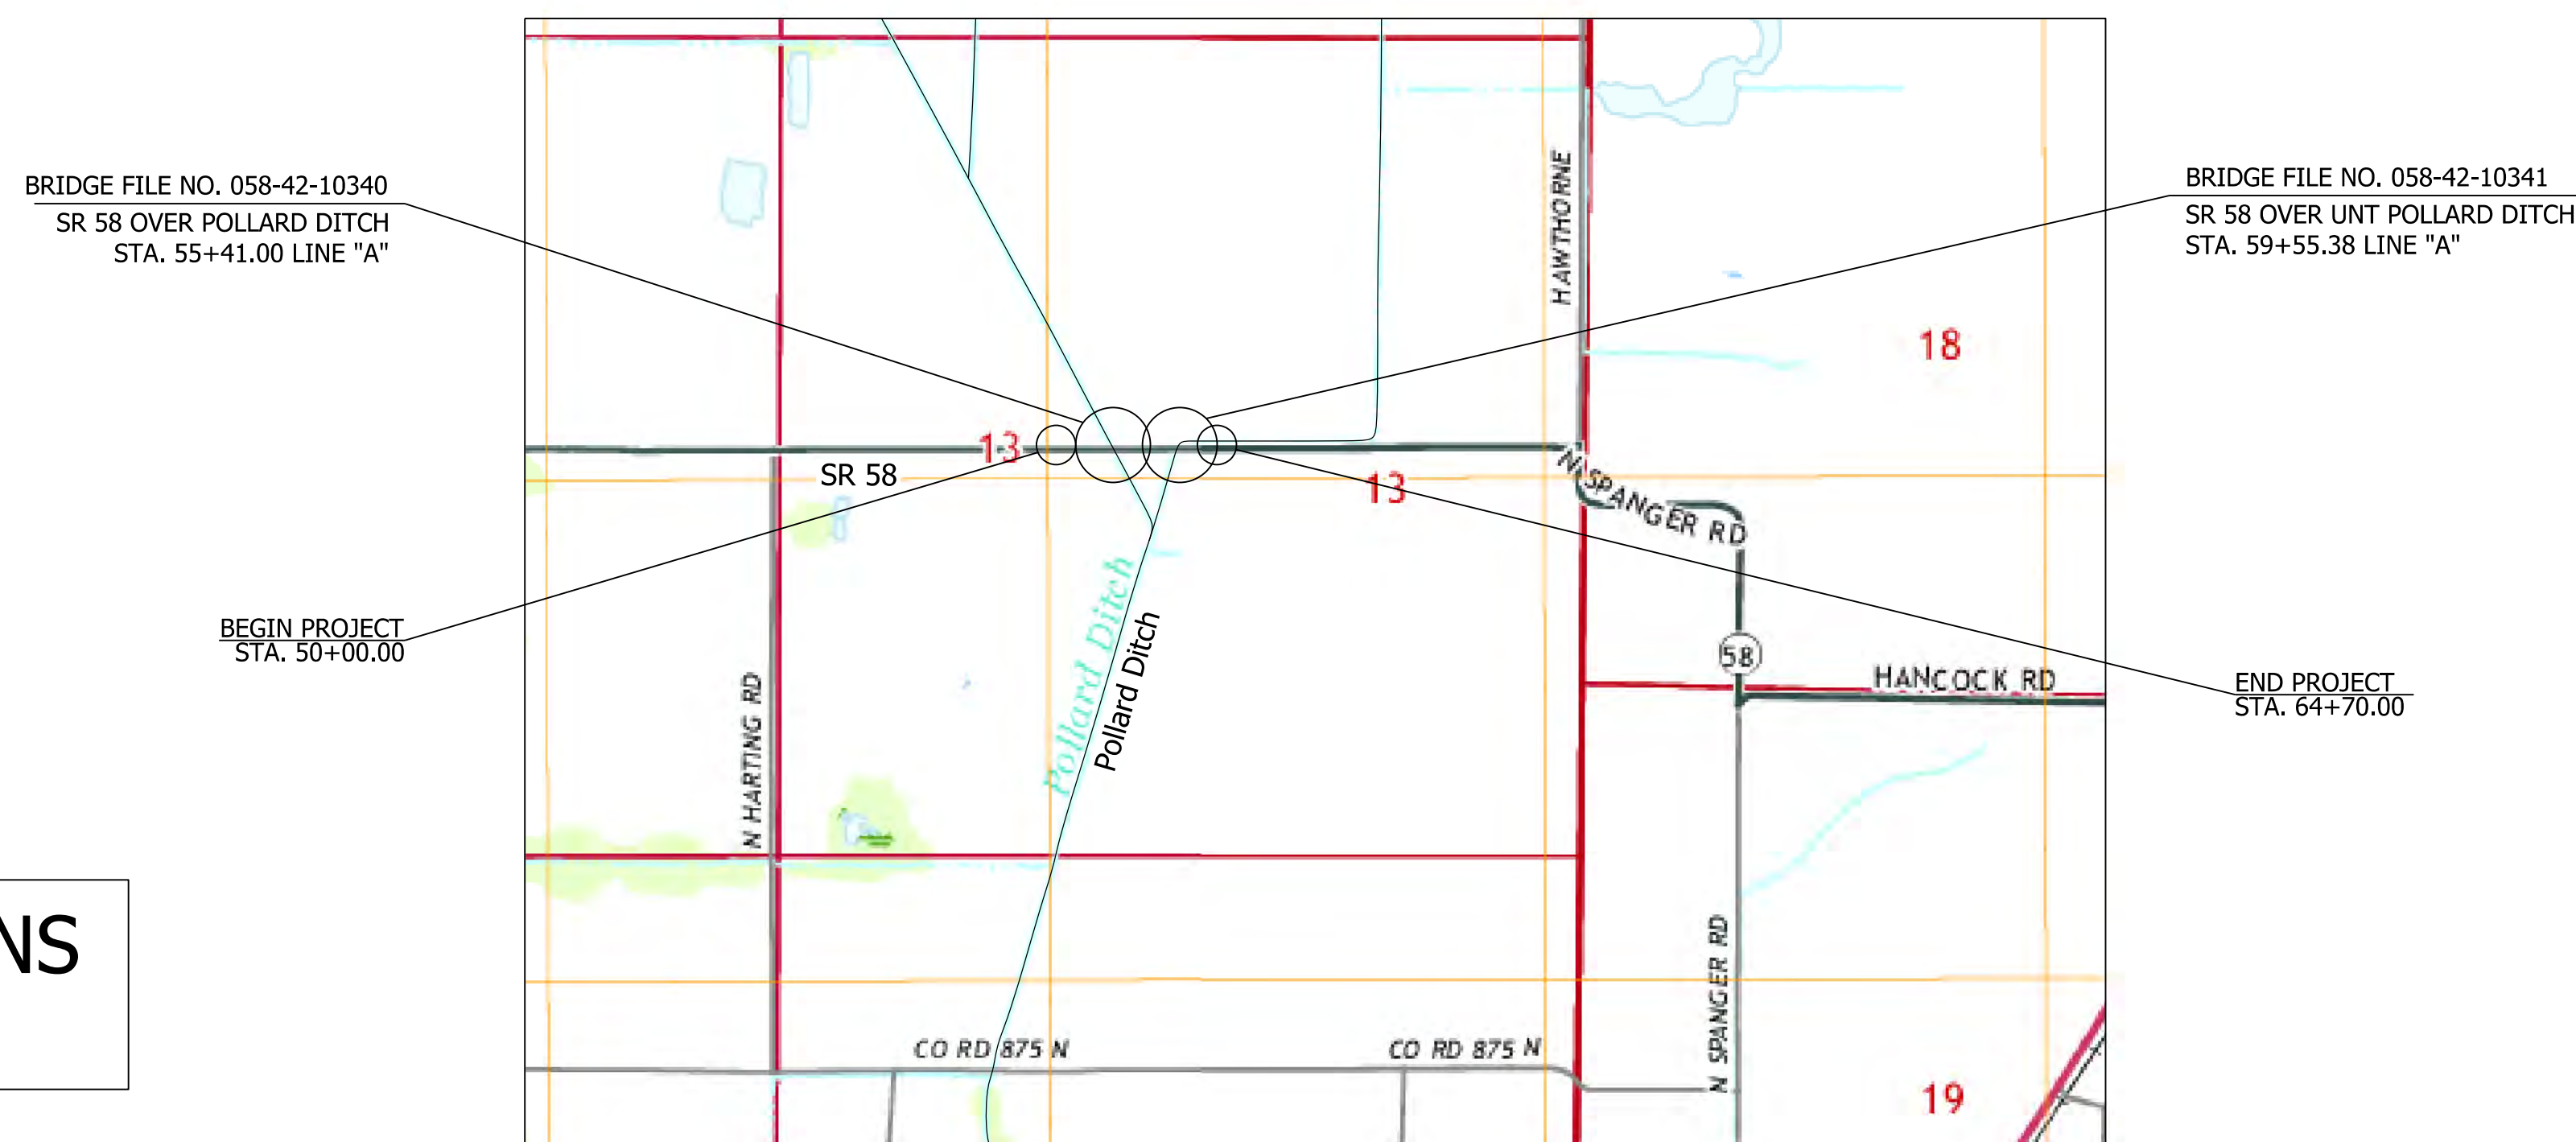 BRIDGE FILE NO. 058-42-10340
SR 58 OVER POLLARD DITCH
STA. 55+41.00 LINE "A"
BRIDGE FILE NO. 058-42-10341
SR 58 OVER UNT POLLARD DITCH
STA. 59+55.38 LINE "A"
HAWTHORNE
18
13
SR 58
13
N SPANGER RD
BEGIN PROJECT
STA. 50+00.00
Pollard Ditch
Pollard Ditch
58
HANCOCK RD
END PROJECT
STA. 64+70.00
N HARTING RD
NS
N SPANGER RD
CO RD 875 N
CO RD 875 N
19